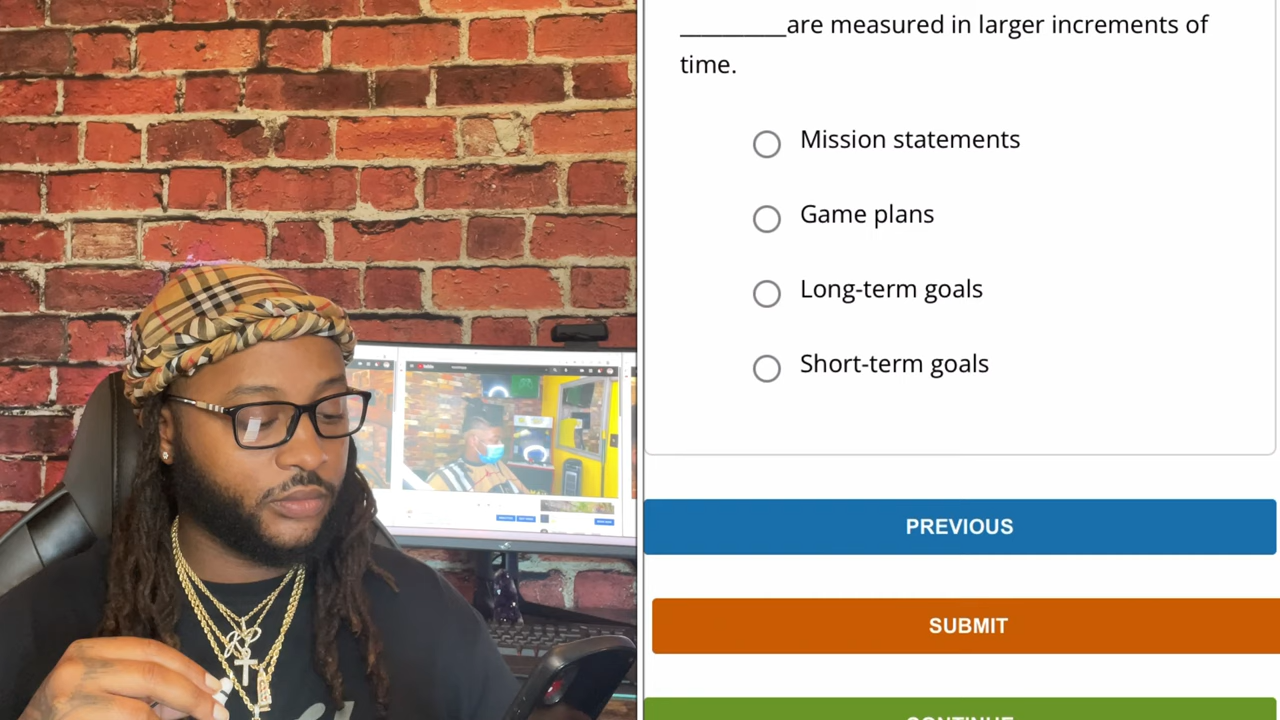 __________are measured in larger increments of
time.
Mission statements
Game plans
Long-term goals
Short-term goals
PREVIOUS
SUBMIT
CONTINUE